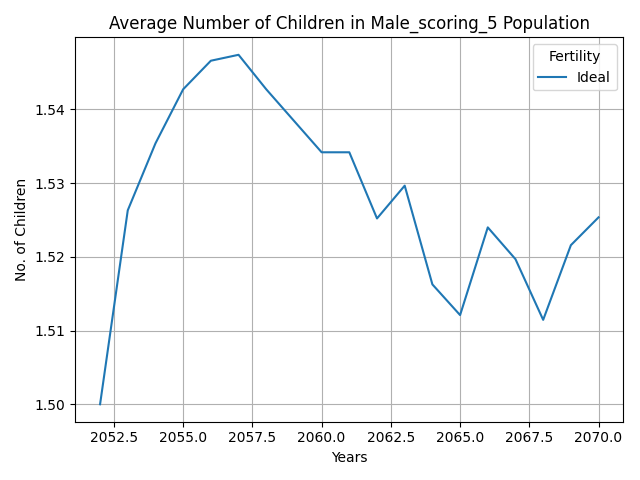 Average Number of Children in Male_scoring_5 Population
Fertility
Ideal
No. of Children
1.54
1.53
1.52
1.51
1.50
2052.5 2055.0 2057.5 2060.0 2062.5 2065.0 2067.5 2070.0
Years